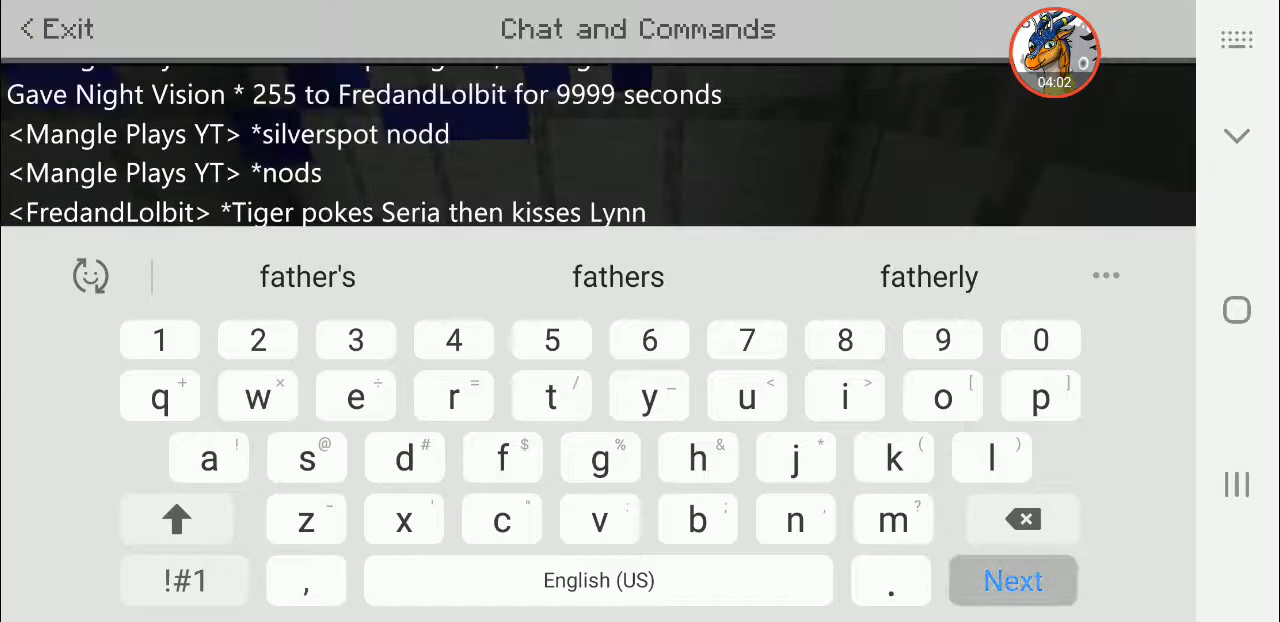 < Exit
Chat and Commands
04:02
Gave Night Vision * 255 to FredandLolbit for 9999 seconds
<Mangle Plays YT> *silverspot nodd
<Mangle Plays YT> *nods
<FredandLolbit> *Tiger pokes Seria then kisses Lynn
father's fathers fatherly •••
1 2 3 4 5 6 7 8 9 0
q + w × e ÷ r = t / y _ u < i > o [ p ]
a ! s @ d # f $ g % h & j * k ( l )
z - x ' c " v : b ; n , m ?
!#1 , English (US) . Next